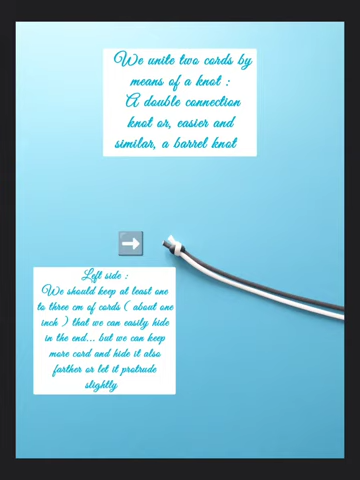 We unite two cords by
means of a knot :
A double connection
knot or, easier and
similar, a barrel knot
Left side :
We should keep at least one
to three cm of cords ( about one
inch ) that we can easily hide
in the end... but we can keep
more cord and hide it also
farther or let it protrude
slightly